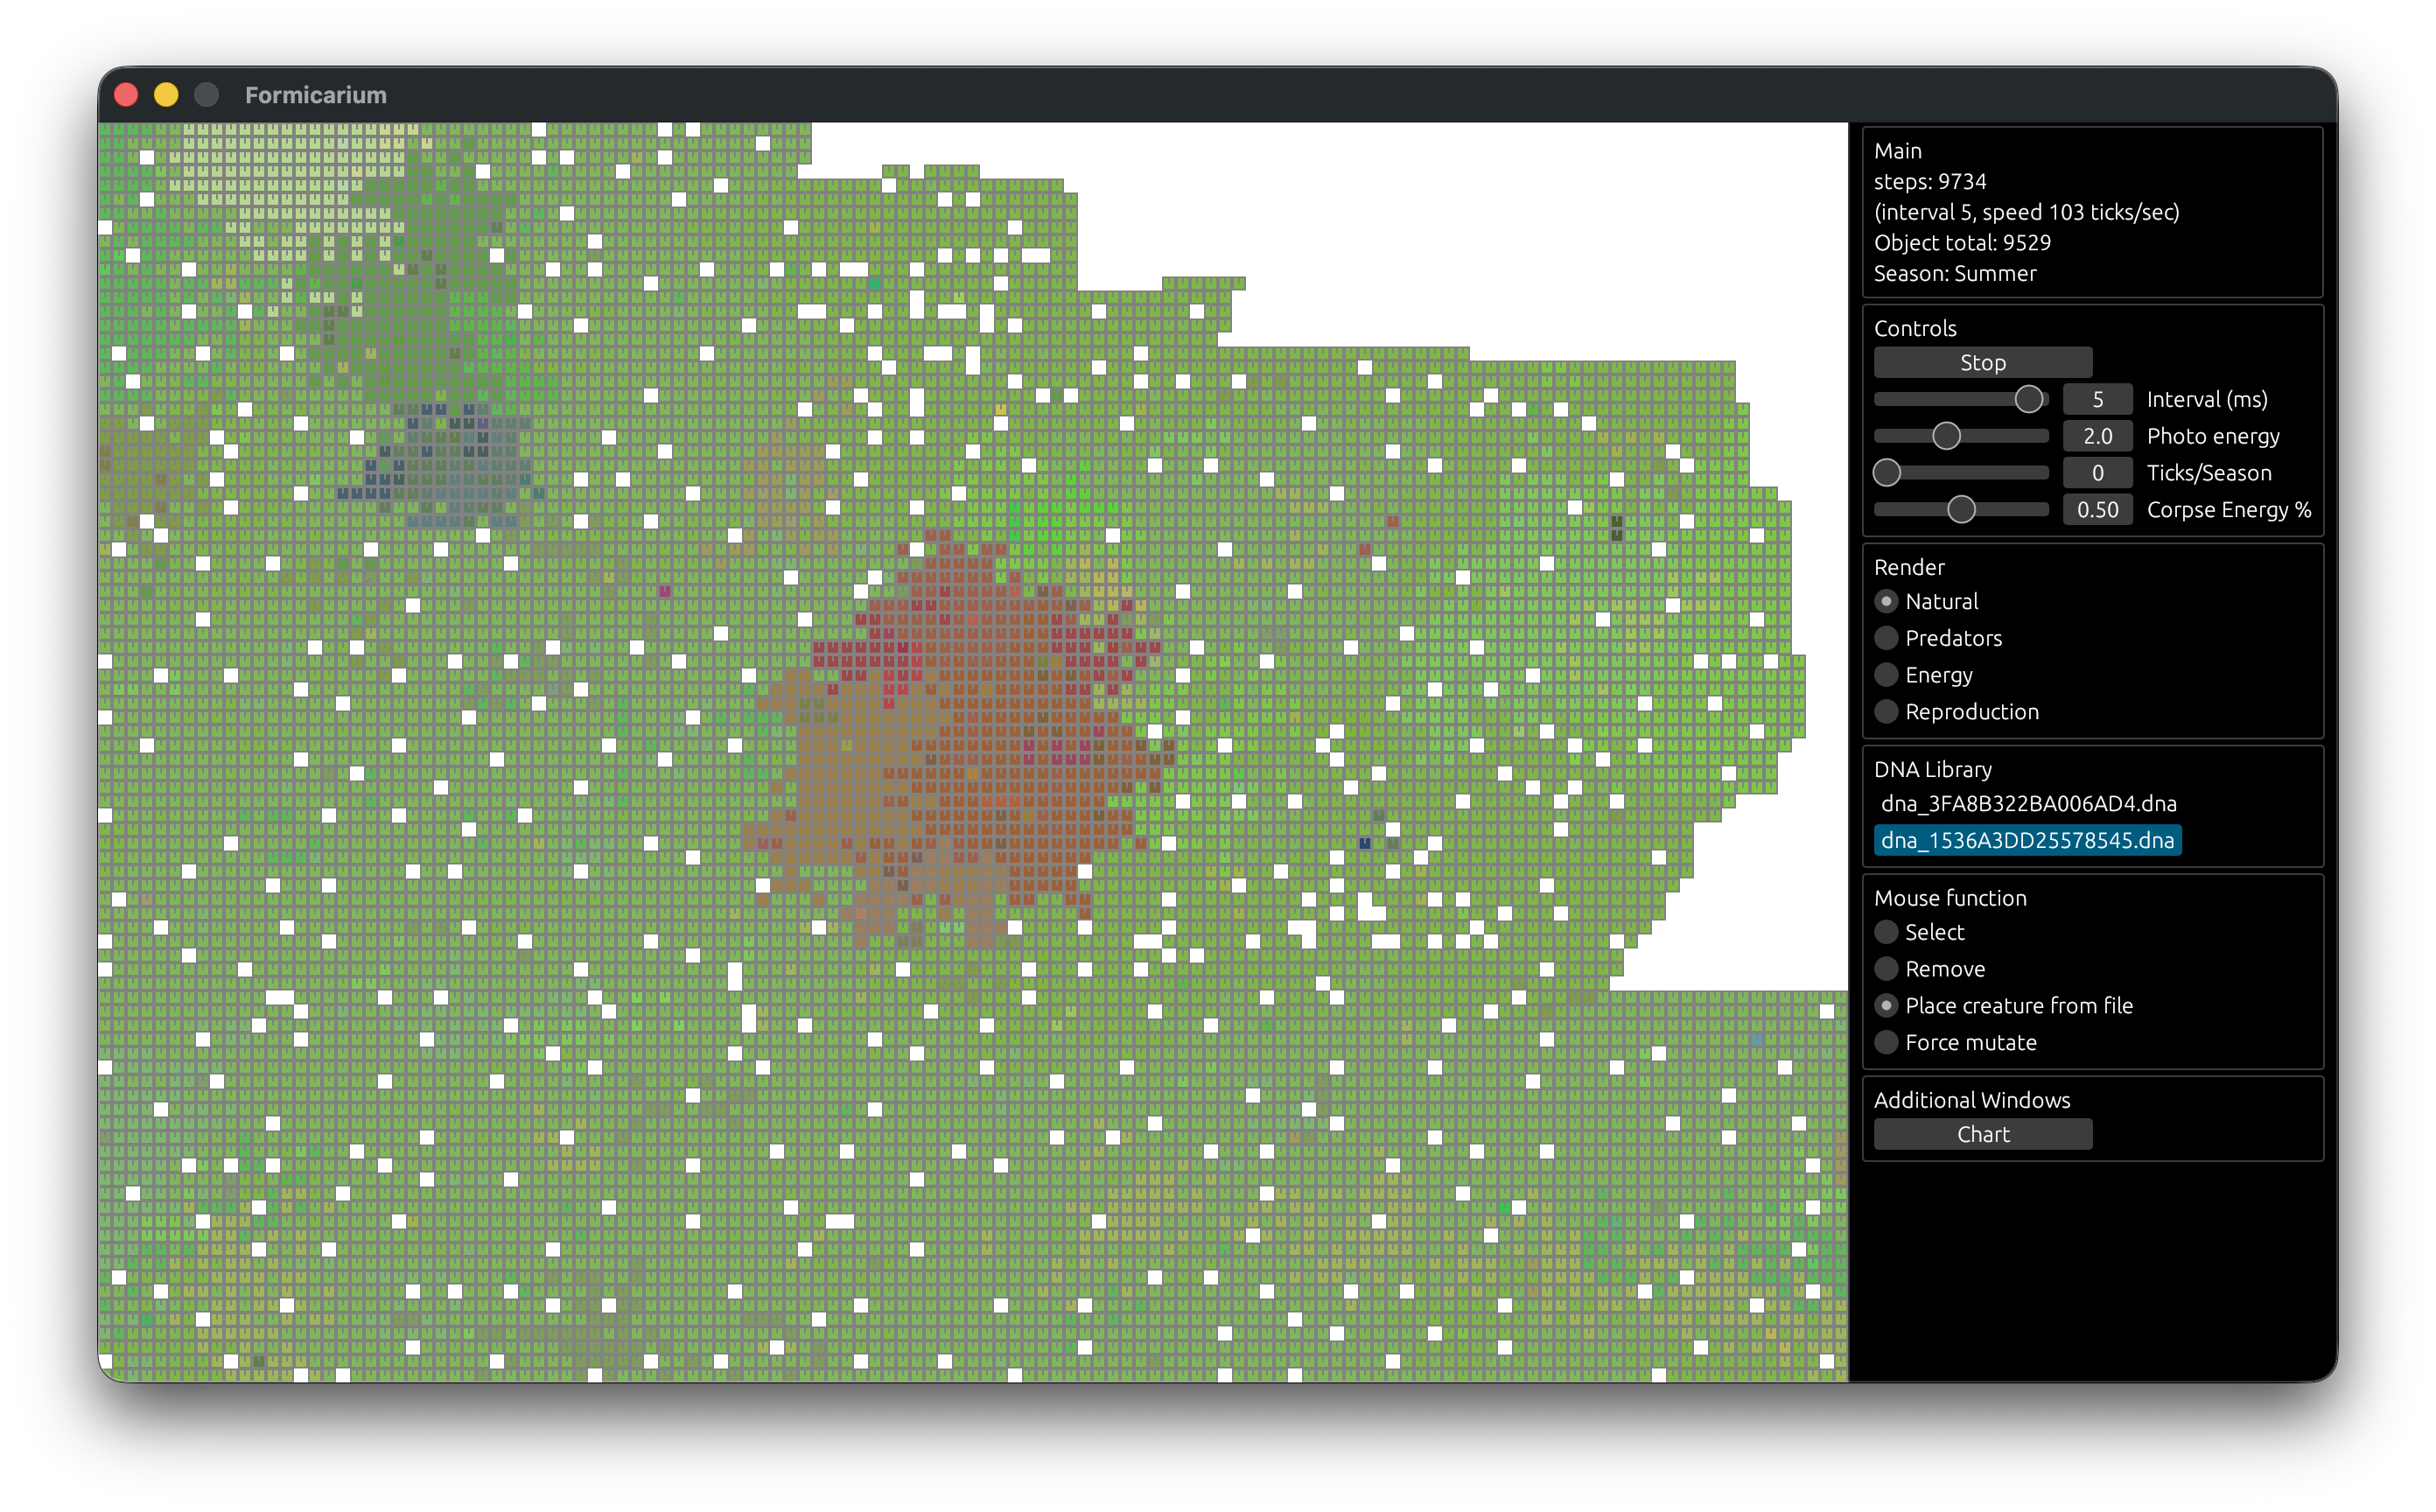 Formicarium
Main
steps: 9734
(interval 5, speed 103 ticks/sec)
Object total: 9529
Season: Summer
Controls
Stop
5 Interval (ms)
2.0 Photo energy
0 Ticks/Season
0.50 Corpse Energy %
Render
Natural
Predators
Energy
Reproduction
DNA Library
dna_3FA8B322BA006AD4.dna
dna_1536A3DD25578545.dna
Mouse function
Select
Remove
Place creature from file
Force mutate
Additional Windows
Chart